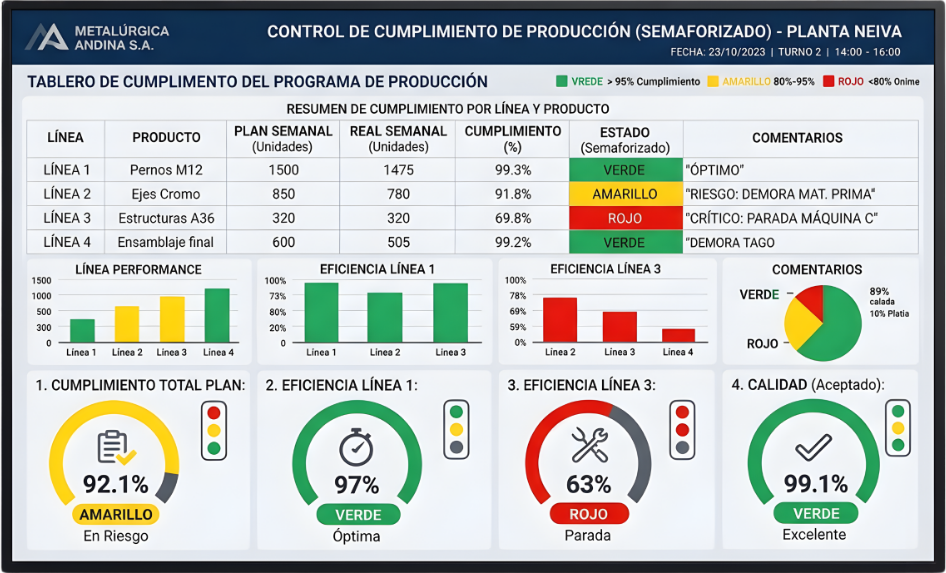 METALÚRGICA
ANDINA S.A.
CONTROL DE CUMPLIMIENTO DE PRODUCCIÓN (SEMAFORIZADO) - PLANTA NEIVA
FECHA: 23/10/2023 | TURNO 2 | 14:00 - 16:00
TABLERO DE CUMPLIMENTO DEL PROGRAMA DE PRODUCCIÓN
VREDE > 95% Cumplimiento AMARILLO 80%-95% ROJO <80% Onime
RESUMEN DE CUMPLIMIENTO POR LÍNEA Y PRODUCTO
LÍNEA PRODUCTO PLAN SEMANAL (Unidades) REAL SEMANAL (Unidades) CUMPLIMIENTO (%) ESTADO (Semaforizado) COMENTARIOS
LÍNEA 1 Pernos M12 1500 1475 99.3% VERDE "ÓPTIMO"
LÍNEA 2 Ejes Cromo 850 780 91.8% AMARILLO "RIESGO: DEMORA MAT. PRIMA"
LÍNEA 3 Estructuras A36 320 320 69.8% ROJO "CRÍTICO: PARADA MÁQUINA C"
LÍNEA 4 Ensamblaje final 600 505 99.2% VERDE "DEMORA TAGO
LÍNEA PERFORMANCE
1500
1000
500
300
0
Línea 1 Línea 2 Línea 3 Línea 4
EFICIENCIA LÍNEA 1
100%
73%
80%
20%
0%
Línea 1 Línea 2 Línea 3
EFICIENCIA LÍNEA 3
100%
78%
69%
59%
0%
Línea 2 Línea 3 Línea 4
COMENTARIOS
VERDE
ROJO
89%
calada
10% Platia
1. CUMPLIMIENTO TOTAL PLAN:
92.1%
AMARILLO
En Riesgo
2. EFICIENCIA LÍNEA 1:
97%
VERDE
Óptima
3. EFICIENCIA LÍNEA 3:
63%
ROJO
Parada
4. CALIDAD (Aceptado):
99.1%
VERDE
Excelente